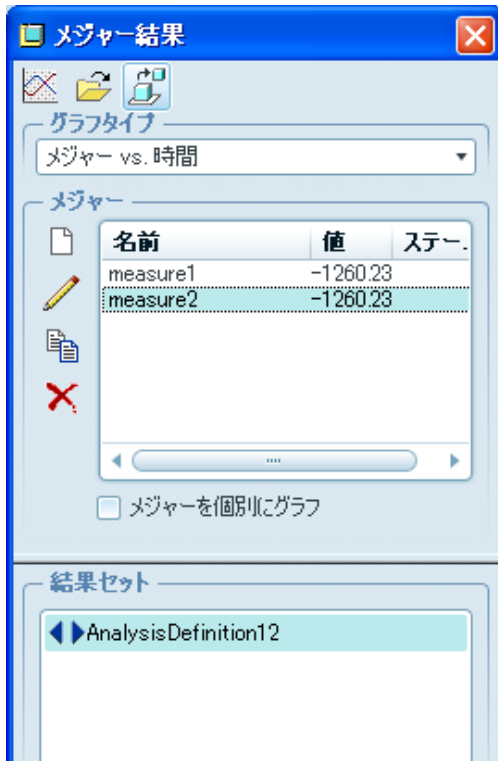 メジャー結果
グラフタイプ
メジャー vs. 時間
メジャー
名前 値 ステー.
measure1 -1260.23
measure2 -1260.23
メジャーを個別にグラフ
結果セット
AnalysisDefinition12